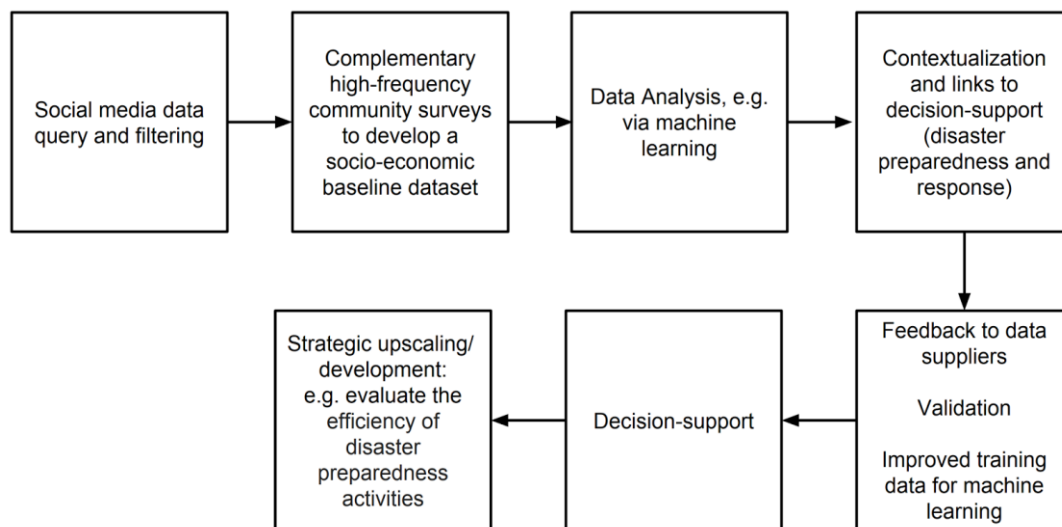 Social media data
query and filtering
Complementary
high-frequency
community surveys
to develop a
socio-economic
baseline dataset
Data Analysis, e.g.
via machine
learning
Contextualization
and links to
decision-support
(disaster
preparedness and
response)
Feedback to data
suppliers
Validation
Improved training
data for machine
learning
Decision-support
Strategic upscaling/
development:
e.g. evaluate the
efficiency of
disaster
preparedness
activities